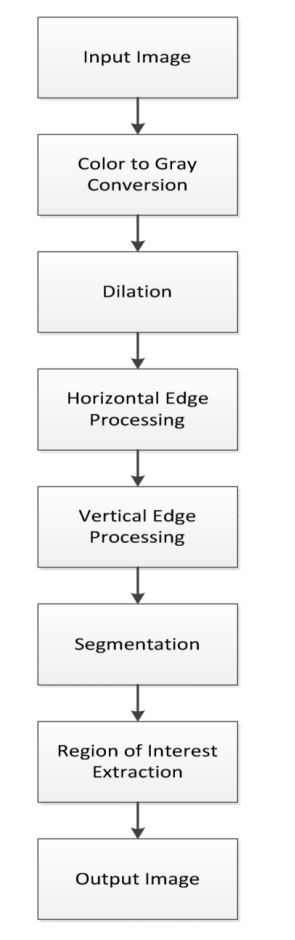 Input Image
Color to Gray
Conversion
Dilation
Horizontal Edge
Processing
Vertical Edge
Processing
Segmentation
Region of Interest
Extraction
Output Image